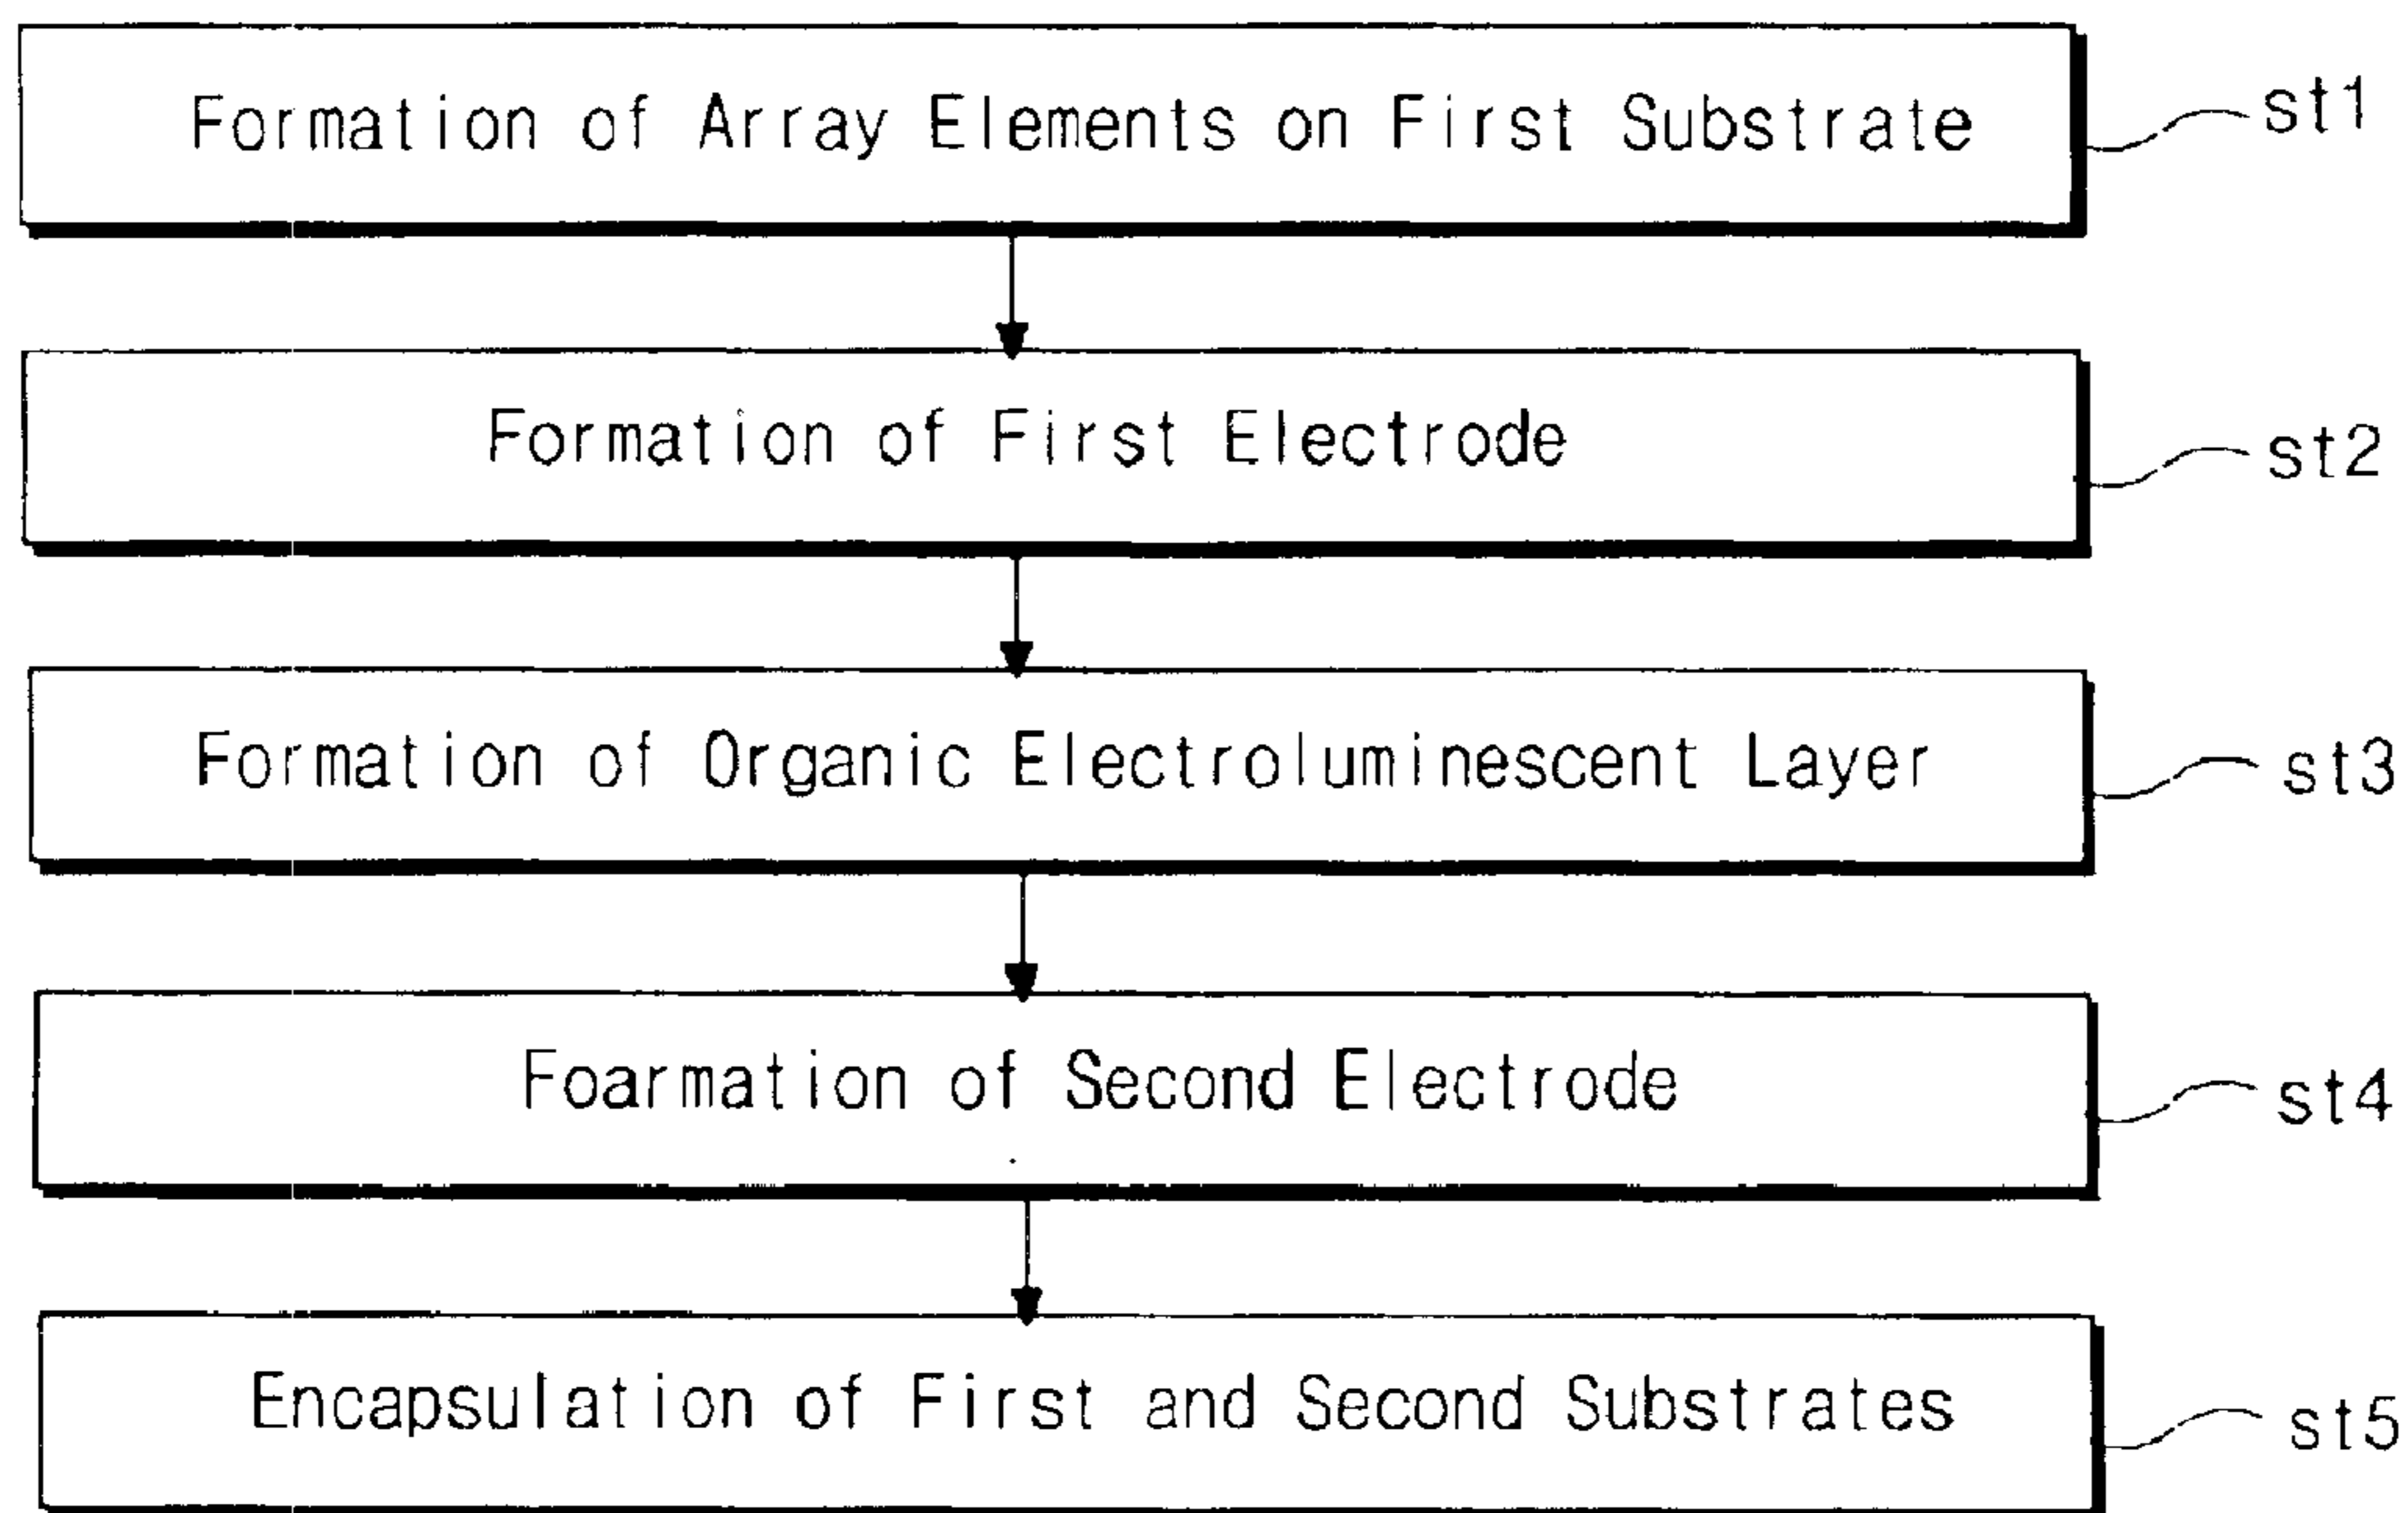 Formation of Array Elements on First Substrate
st1
Formation of First Electrode
st2
Formation of Organic Electroluminescent Layer
st3
Foarmation of Second Electrode
st4
Encapsulation of First and Second Substrates
st5